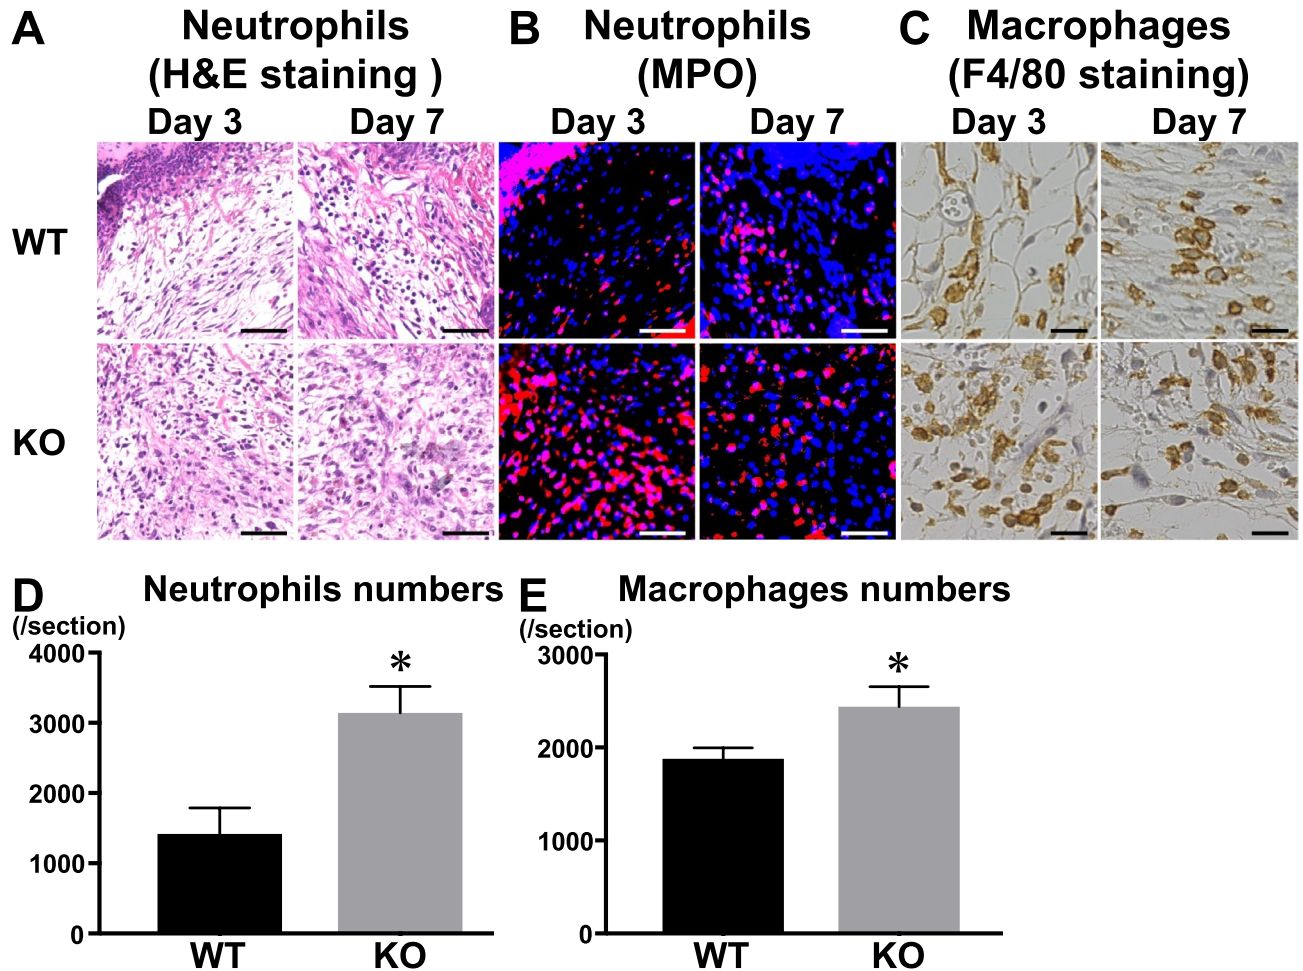 A Neutrophils
(H&E staining )
Day 3 Day 7
B Neutrophils
(MPO)
Day 3 Day 7
C Macrophages
(F4/80 staining)
Day 3 Day 7
WT
KO
D Neutrophils numbers
(/section)
4000
3000
2000
1000
0
*
WT KO
E Macrophages numbers
(/section)
3000
2000
1000
0
*
WT KO